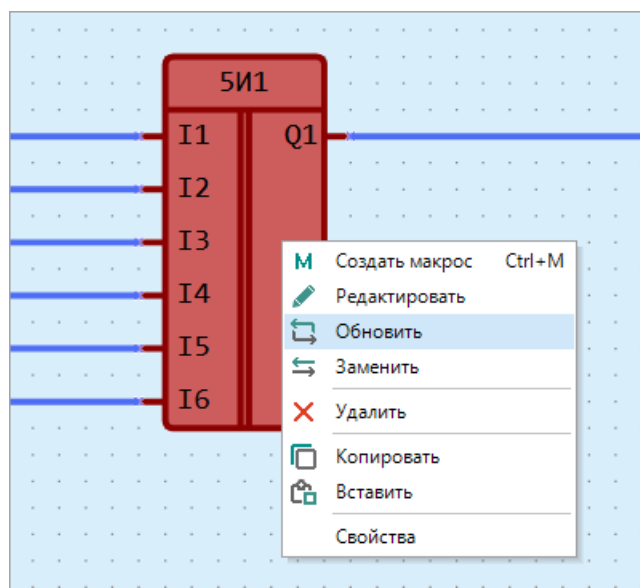 5И1
I1 Q1
I2
I3
I4
I5
I6
M Создать макрос Ctrl+M
Редактировать
Обновить
Заменить
Удалить
Копировать
Вставить
Свойства